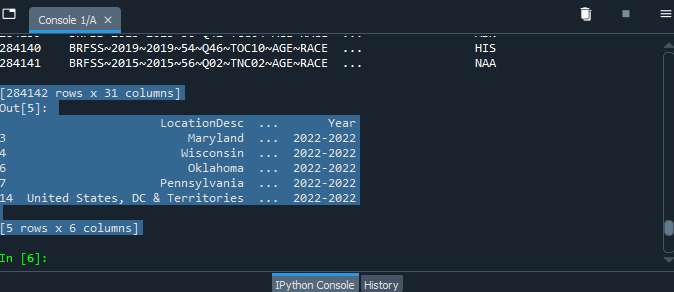 Console 1/A ×
284140 BRFSS~2019~2019~54~Q46~TOC10~AGE~RACE ... HIS
284141 BRFSS~2015~2015~56~Q02~TNC02~AGE~RACE ... NAA
[284142 rows x 31 columns]
Out[5]:
LocationDesc ... Year
3 Maryland ... 2022-2022
4 Wisconsin ... 2022-2022
6 Oklahoma ... 2022-2022
7 Pennsylvania ... 2022-2022
14 United States, DC & Territories ... 2022-2022
[5 rows x 6 columns]
In [6]:
IPython Console History